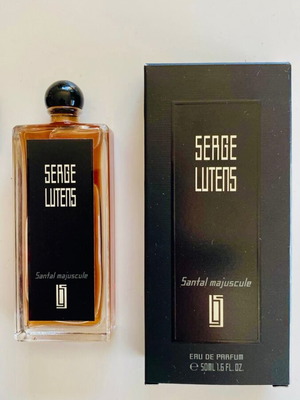 SERGE
LUTENS
Santal majuscule
SERGE
LUTENS
Santal majuscule
EAU DE PARFUM
℮ 50ML 1.6 FL. OZ.